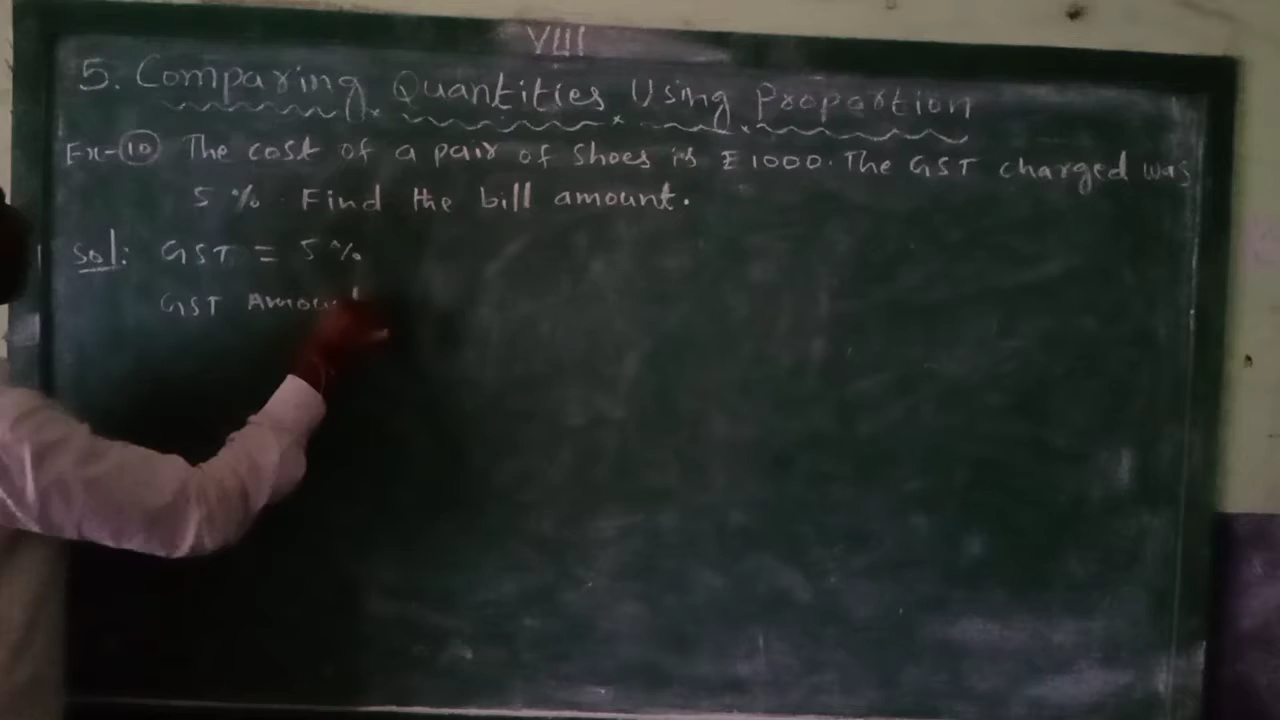 VIII
5. Comparing Quantities Using Proportion
Ex-10 The cost of a pair of shoes is ₹1000. The GST charged was
5 %. Find the bill amount.
Sol: GST = 5 %
GST Amount